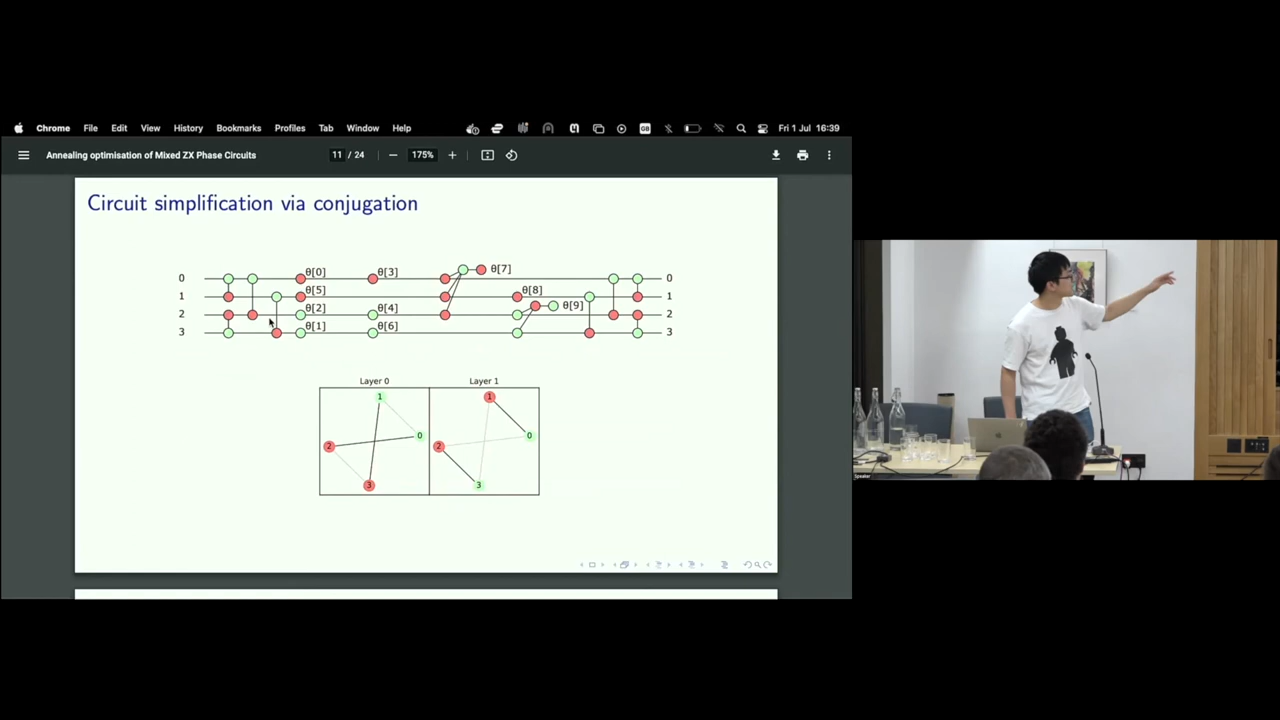 Chrome File Edit View History Bookmarks Profiles Tab Window Help GB Fri 1 Jul 16:39
Annealing optimisation of Mixed ZX Phase Circuits 11 / 24 175%
Circuit simplification via conjugation
0 θ[0] θ[3] θ[7] 0
1 θ[5] θ[8] 1
2 θ[2] θ[4] θ[9] 2
3 θ[1] θ[6] 3
Layer 0 Layer 1
1 1
0 0
2 2
3 3
Speaker